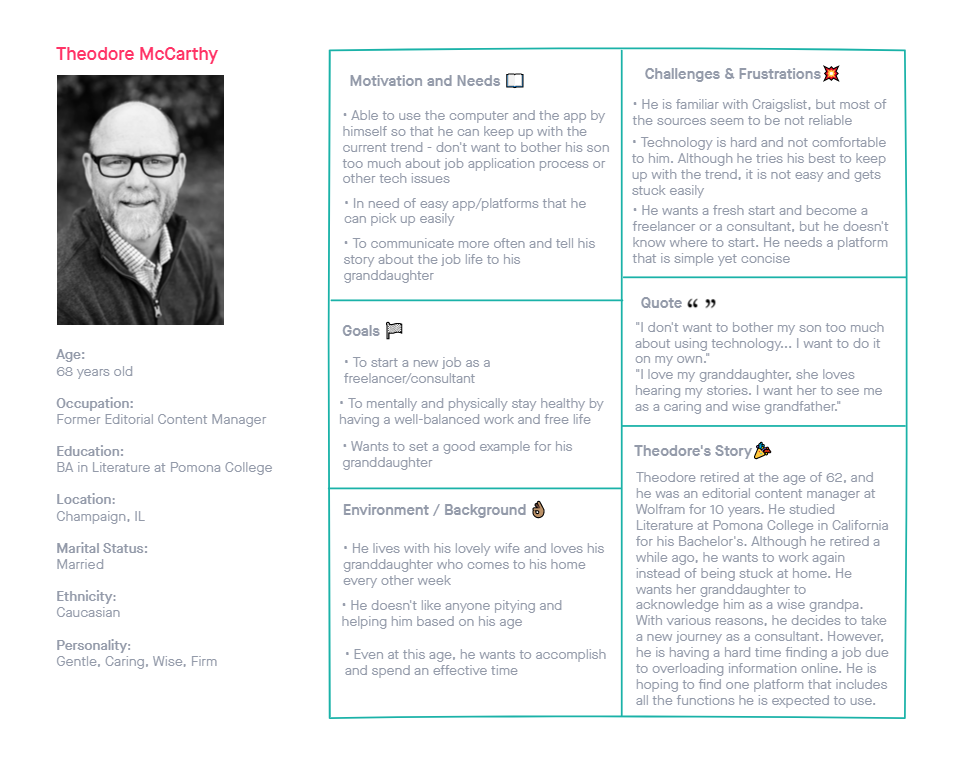 Theodore McCarthy
Age:
68 years old
Occupation:
Former Editorial Content Manager
Education:
BA in Literature at Pomona College
Location:
Champaign, IL
Marital Status:
Married
Ethnicity:
Caucasian
Personality:
Gentle, Caring, Wise, Firm
Motivation and Needs
• Able to use the computer and the app by
himself so that he can keep up with the
current trend - don't want to bother his son
too much about job application process or
other tech issues
• In need of easy app/platforms that he
can pick up easily
• To communicate more often and tell his
story about the job life to his
granddaughter
Goals
• To start a new job as a
freelancer/consultant
• To mentally and physically stay healthy by
having a well-balanced work and free life
• Wants to set a good example for his
granddaughter
Environment / Background
• He lives with his lovely wife and loves his
granddaughter who comes to his home
every other week
• He doesn't like anyone pitying and
helping him based on his age
• Even at this age, he wants to accomplish
and spend an effective time
Challenges & Frustrations
• He is familiar with Craigslist, but most of
the sources seem to be not reliable
• Technology is hard and not comfortable
to him. Although he tries his best to keep
up with the trend, it is not easy and gets
stuck easily
• He wants a fresh start and become a
freelancer or a consultant, but he doesn't
know where to start. He needs a platform
that is simple yet concise
Quote “ ”
"I don't want to bother my son too much
about using technology... I want to do it
on my own."
"I love my granddaughter, she loves
hearing my stories. I want her to see me
as a caring and wise grandfather."
Theodore's Story
Theodore retired at the age of 62, and
he was an editorial content manager at
Wolfram for 10 years. He studied
Literature at Pomona College in California
for his Bachelor's. Although he retired a
while ago, he wants to work again
instead of being stuck at home. He
wants her granddaughter to
acknowledge him as a wise grandpa.
With various reasons, he decides to take
a new journey as a consultant. However,
he is having a hard time finding a job due
to overloading information online. He is
hoping to find one platform that includes
all the functions he is expected to use.